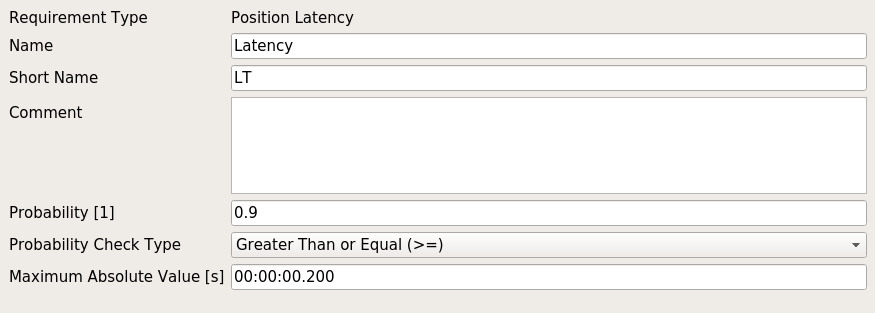 Requirement Type Position Latency
Name Latency
Short Name LT
Comment
Probability [1] 0.9
Probability Check Type Greater Than or Equal (>=)
Maximum Absolute Value [s] 00:00:00.200